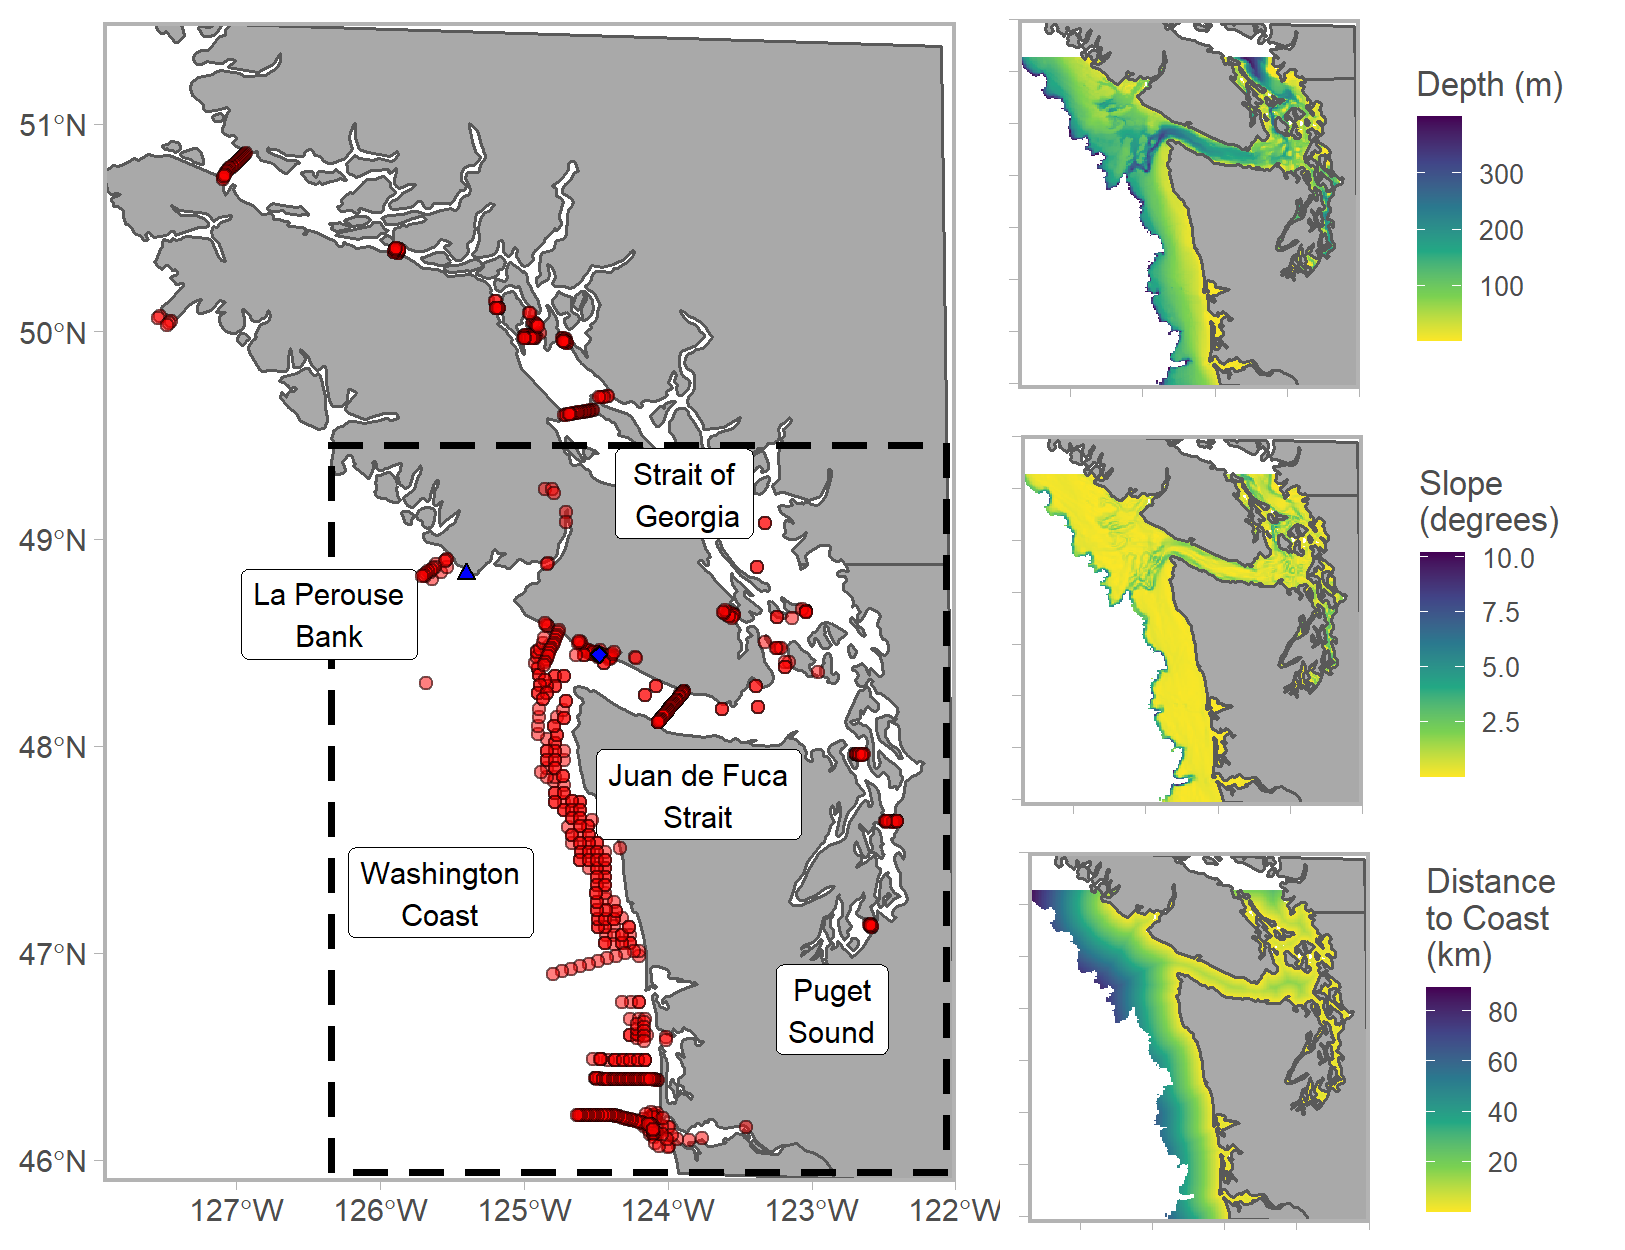 51°N
50°N
49°N
48°N
47°N
46°N
127°W
126°W
125°W
124°W
123°W
122°W
Strait of
Georgia
La Perouse
Bank
Juan de Fuca
Strait
Washington
Coast
Puget
Sound
Depth (m)
300
200
100
Slope
(degrees)
10.0
7.5
5.0
2.5
Distance
to Coast
(km)
80
60
40
20